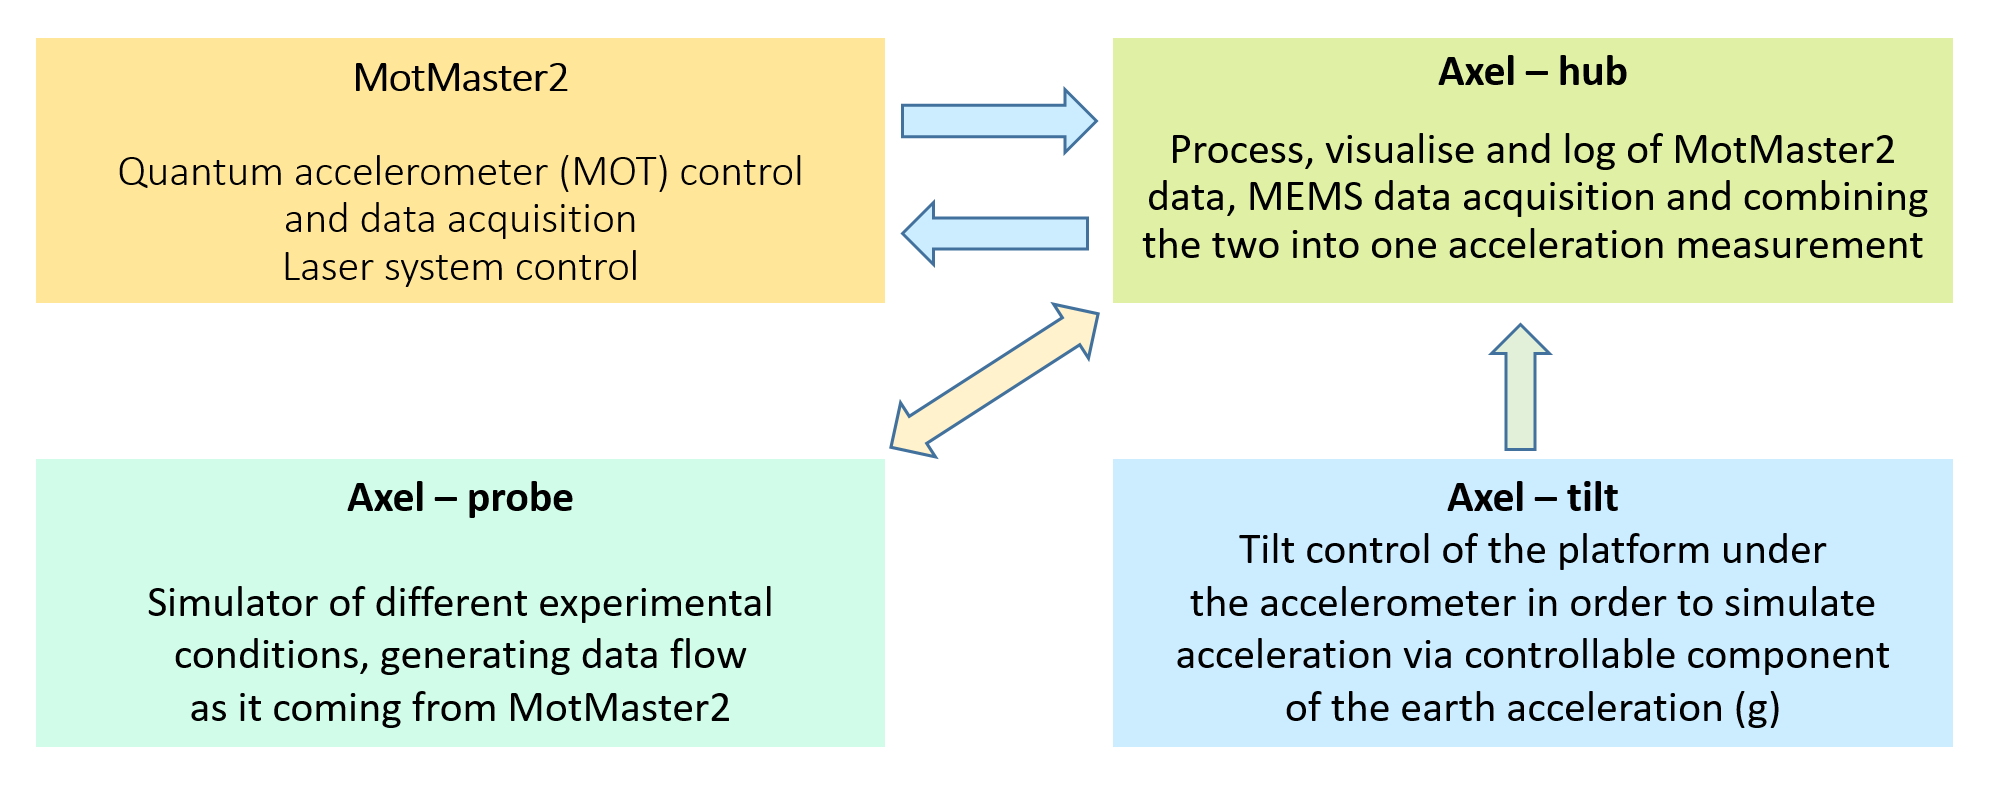 MotMaster2
Quantum accelerometer (MOT) control
and data acquisition
Laser system control
Axel – hub
Process, visualise and log of MotMaster2
data, MEMS data acquisition and combining
the two into one acceleration measurement
Axel – probe
Simulator of different experimental
conditions, generating data flow
as it coming from MotMaster2
Axel – tilt
Tilt control of the platform under
the accelerometer in order to simulate
acceleration via controllable component
of the earth acceleration (g)